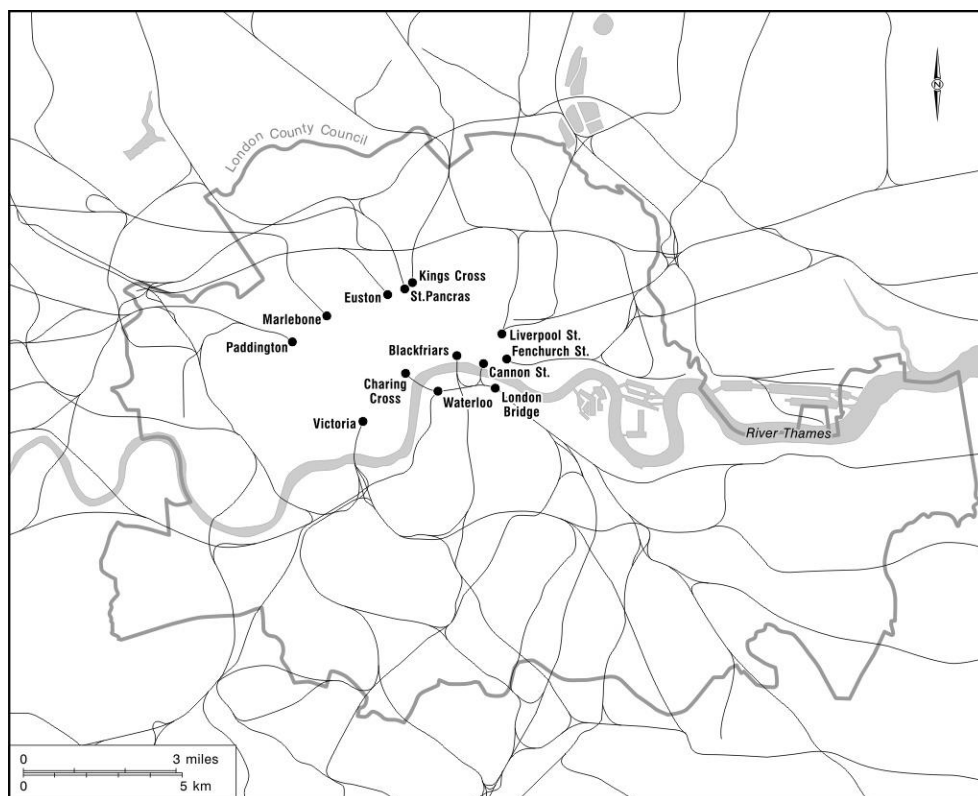 London County Council
N
Kings Cross
St.Pancras
Euston
Marlebone
Paddington
Liverpool St.
Fenchurch St.
Blackfriars
Cannon St.
Charing
Cross
Waterloo
London
Bridge
Victoria
River Thames
0 3 miles
0 5 km